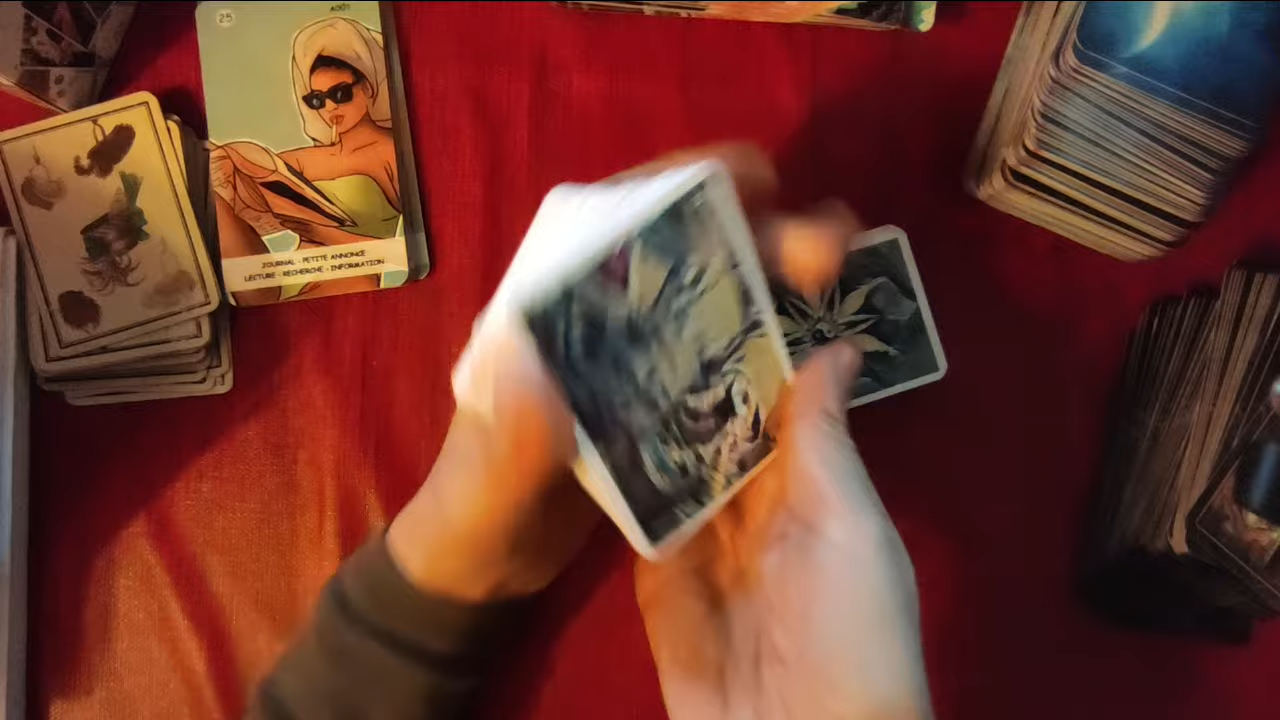 25
AOÛT
JOURNAL - PETITE ANNONCE
LECTURE - RECHERCHE - INFORMATION